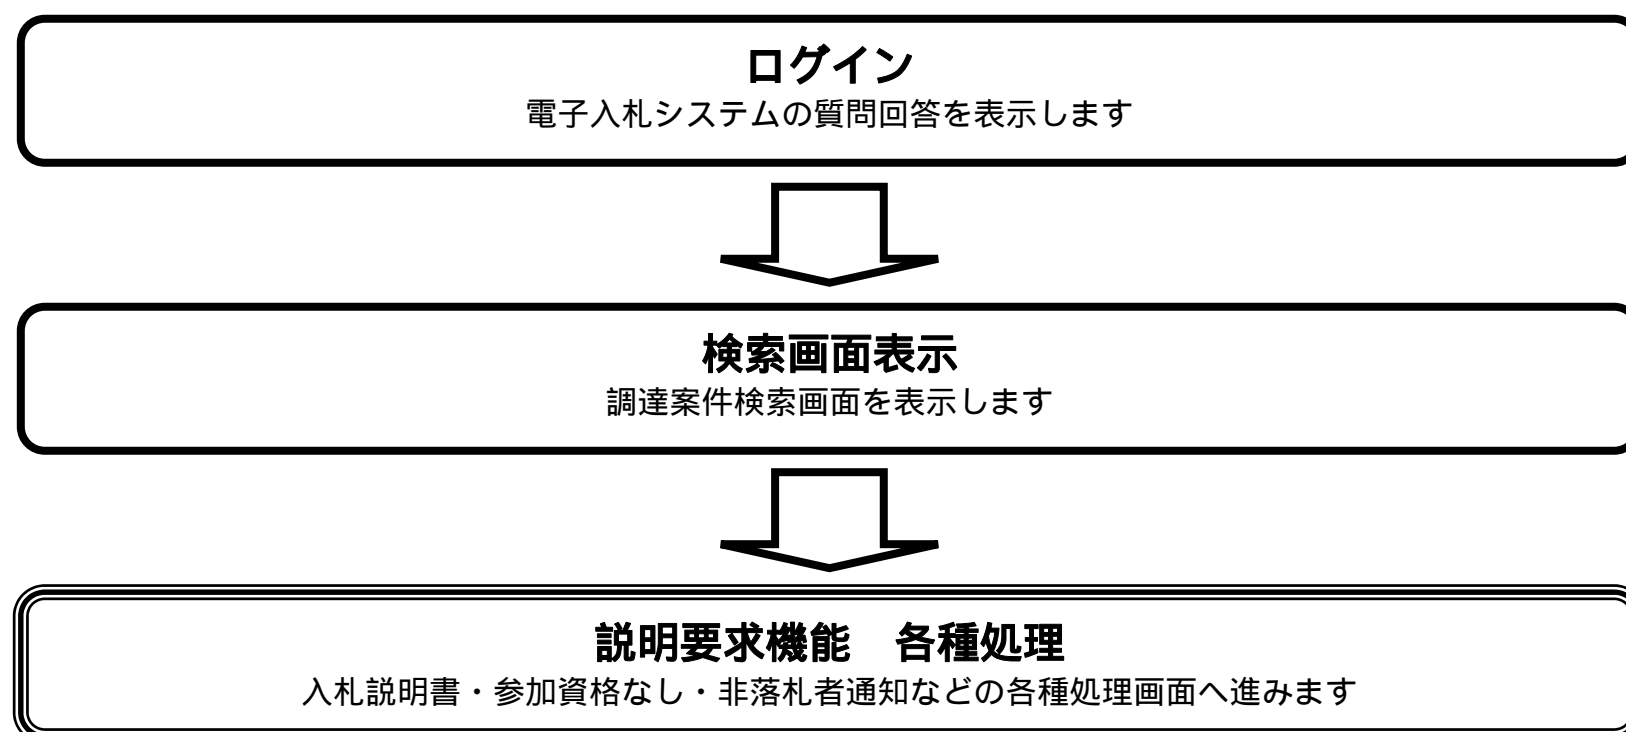 ログイン
電子入札システムの質問回答を表示します
検索画面表示
調達案件検索画面を表示します
説明要求機能　各種処理
入札説明書・参加資格なし・非落札者通知などの各種処理画面へ進みます